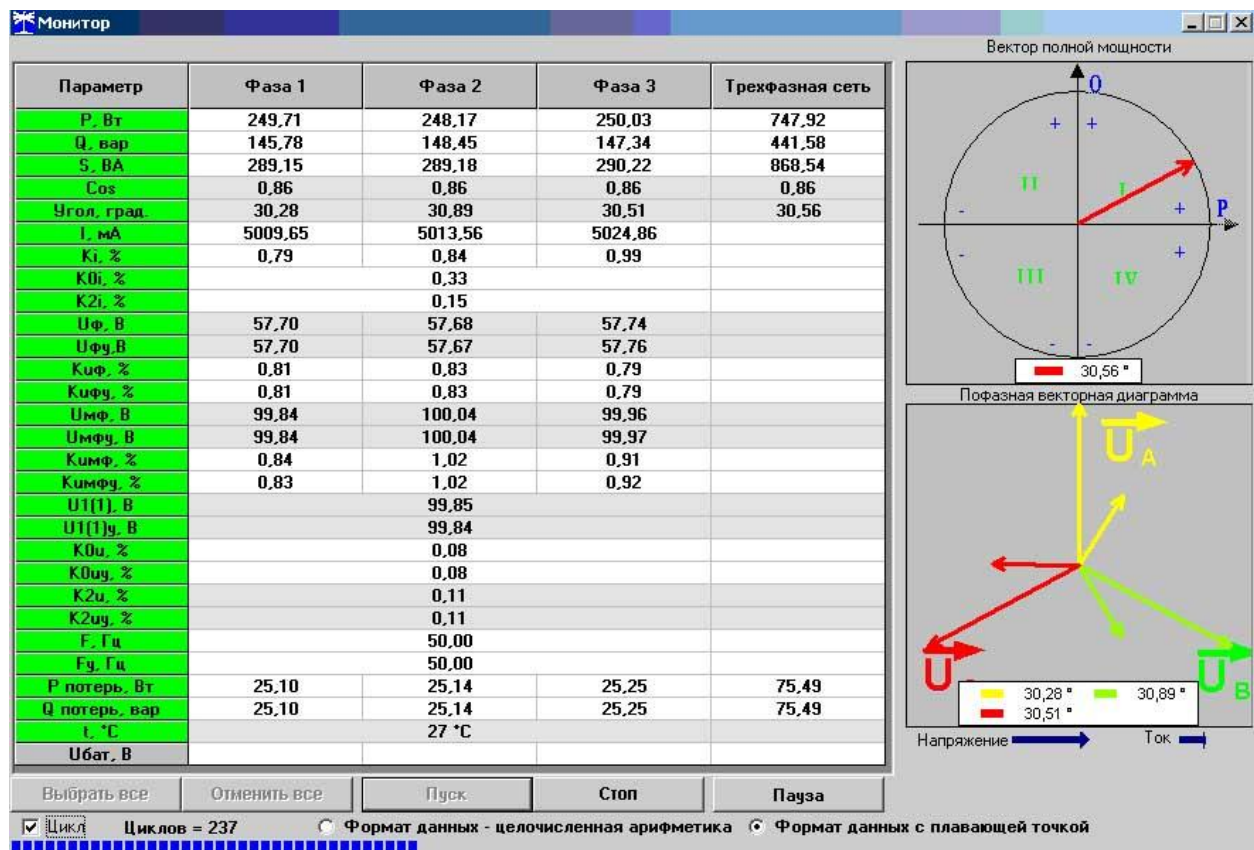 Монитор
Параметр Фаза 1 Фаза 2 Фаза 3 Трехфазная сеть
P, Вт 249,71 248,17 250,03 747,92
Q, вар 145,78 148,45 147,34 441,58
S, ВА 289,15 289,18 290,22 868,54
Cos 0,86 0,86 0,86 0,86
Угол, град. 30,28 30,89 30,51 30,56
I, мА 5009,65 5013,56 5024,86
Ki, % 0,79 0,84 0,99
K0i, % 0,33
K2i, % 0,15
Uф, В 57,70 57,68 57,74
Uфу,В 57,70 57,67 57,76
Kuф, % 0,81 0,83 0,79
Kuфу, % 0,81 0,83 0,79
Uмф, В 99,84 100,04 99,96
Uмфу, В 99,84 100,04 99,97
Kuмф, % 0,84 1,02 0,91
Kuмфу, % 0,83 1,02 0,92
U1(1), В 99,85
U1(1)у, В 99,84
K0u, % 0,08
K0uу, % 0,08
K2u, % 0,11
K2uу, % 0,11
F, Гц 50,00
Fу, Гц 50,00
P потерь, Вт 25,10 25,14 25,25 75,49
Q потерь, вар 25,10 25,14 25,25 75,49
t, °C 27 °C
Uбат, В
Выбрать все Отменить все Пуск Стоп Пауза
Цикл Циклов = 237 Формат данных - целочисленная арифметика Формат данных с плавающей точкой
Вектор полной мощности
Q
+ +
II I
- + P
- +
III IV
- -
30,56 °
Пофазная векторная диаграмма
U A
U U B
30,28 ° 30,89 °
30,51 °
Напряжение Ток